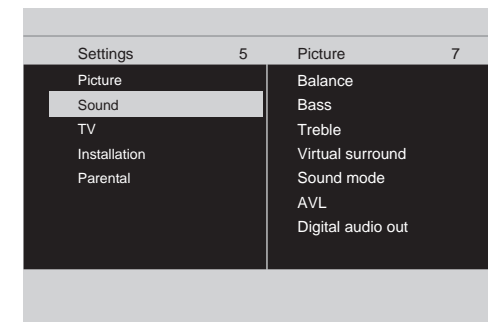 Settings 5
Picture
Sound
TV
Installation
Parental
Picture 7
Balance
Bass
Treble
Virtual surround
Sound mode
AVL
Digital audio out